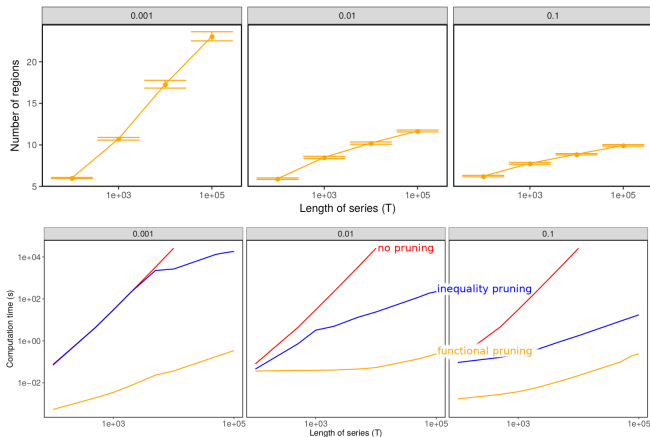 0.001 0.01 0.1
Number of regions
20
15
10
5
1e+03 1e+05 1e+03 1e+05 1e+03 1e+05
Length of series (T)
0.001 0.01 0.1
Computation time (s)
1e+04
1e+02
1e+00
1e−02
no pruning
inequality pruning
functional pruning
1e+03 1e+05 1e+03 1e+05 1e+03 1e+05
Length of series (T)